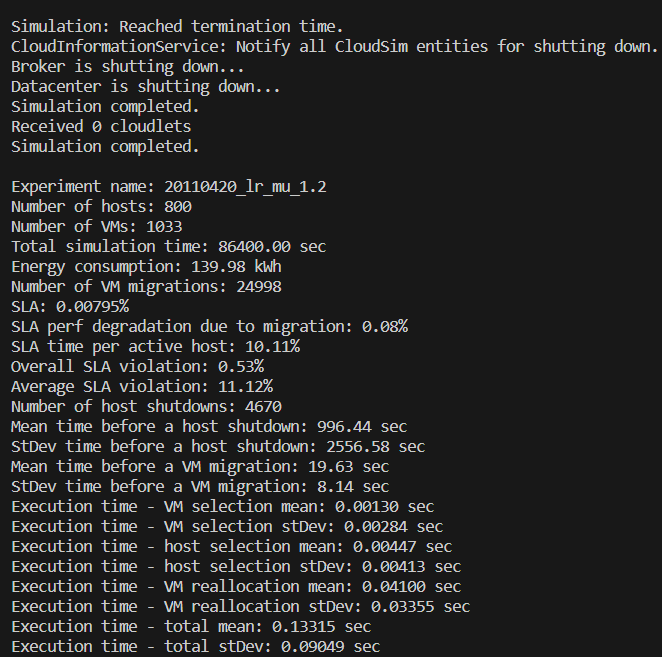 Simulation: Reached termination time.
CloudInformationService: Notify all CloudSim entities for shutting down.
Broker is shutting down...
Datacenter is shutting down...
Simulation completed.
Received 0 cloudlets
Simulation completed.
Experiment name: 20110420_lr_mu_1.2
Number of hosts: 800
Number of VMs: 1033
Total simulation time: 86400.00 sec
Energy consumption: 139.98 kWh
Number of VM migrations: 24998
SLA: 0.00795%
SLA perf degradation due to migration: 0.08%
SLA time per active host: 10.11%
Overall SLA violation: 0.53%
Average SLA violation: 11.12%
Number of host shutdowns: 4670
Mean time before a host shutdown: 996.44 sec
StDev time before a host shutdown: 2556.58 sec
Mean time before a VM migration: 19.63 sec
StDev time before a VM migration: 8.14 sec
Execution time - VM selection mean: 0.00130 sec
Execution time - VM selection stDev: 0.00284 sec
Execution time - host selection mean: 0.00447 sec
Execution time - host selection stDev: 0.00413 sec
Execution time - VM reallocation mean: 0.04100 sec
Execution time - VM reallocation stDev: 0.03355 sec
Execution time - total mean: 0.13315 sec
Execution time - total stDev: 0.09049 sec